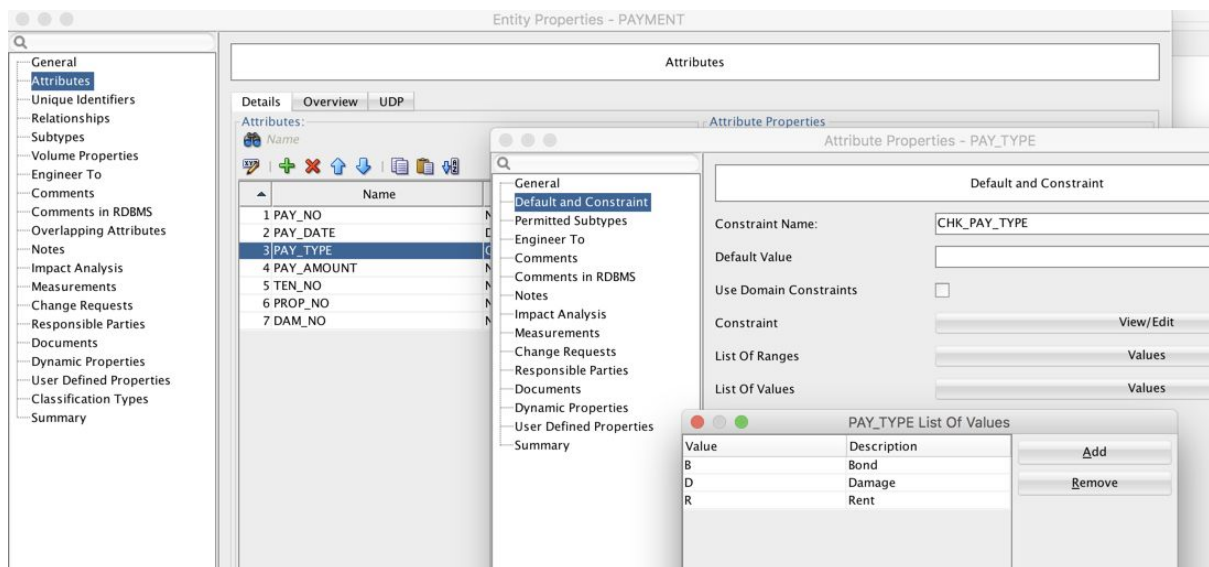 Entity Properties - PAYMENT
General
Attributes
Unique Identifiers
Relationships
Subtypes
Volume Properties
Engineer To
Comments
Comments in RDBMS
Overlapping Attributes
Notes
Impact Analysis
Measurements
Change Requests
Responsible Parties
Documents
Dynamic Properties
User Defined Properties
Classification Types
Summary
Attributes
Details Overview UDP
Attributes:
Name
Name
1 PAY_NO
2 PAY_DATE
3 PAY_TYPE
4 PAY_AMOUNT
5 TEN_NO
6 PROP_NO
7 DAM_NO
Attribute Properties
Attribute Properties - PAY_TYPE
General
Default and Constraint
Permitted Subtypes
Engineer To
Comments
Comments in RDBMS
Notes
Impact Analysis
Measurements
Change Requests
Responsible Parties
Documents
Dynamic Properties
User Defined Properties
Summary
Default and Constraint
Constraint Name: CHK_PAY_TYPE
Default Value
Use Domain Constraints
Constraint View/Edit
List Of Ranges Values
List Of Values Values
PAY_TYPE List Of Values
Value Description
B Bond
D Damage
R Rent
Add
Remove